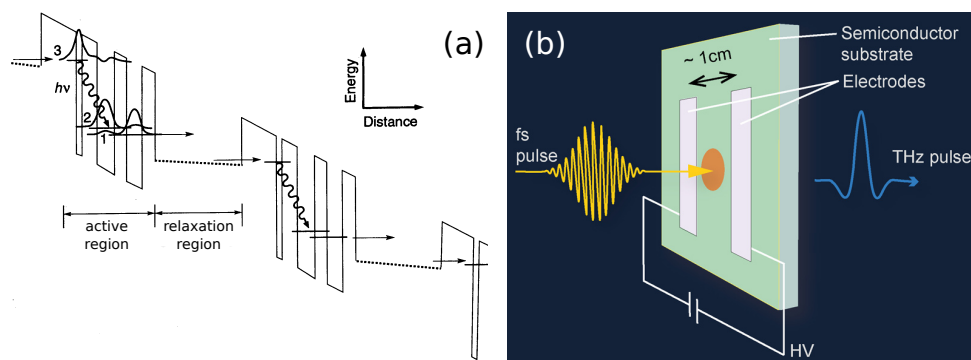 (a)
3
hν
2
1
Energy
Distance
active
region
relaxation
region
(b)
Semiconductor
substrate
~ 1cm
Electrodes
fs
pulse
THz pulse
HV